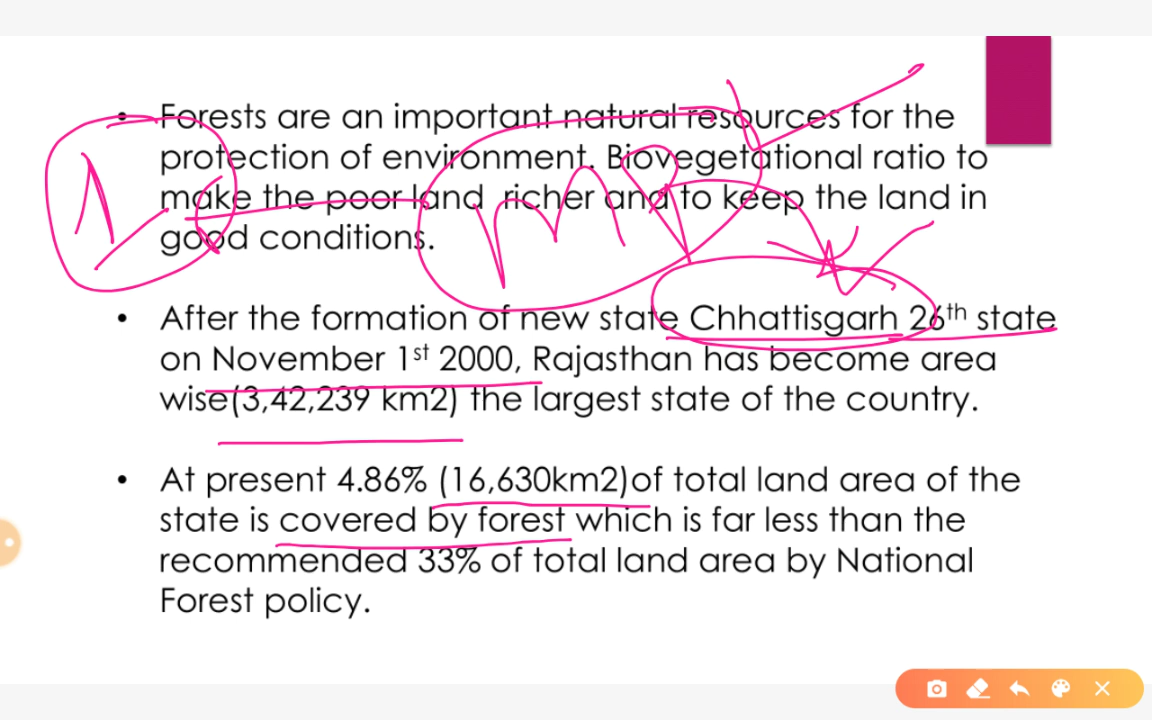 • Forests are an important natural resources for the
protection of environment. Biovegetational ratio to
make the poor land richer and to keep the land in
good conditions.
• After the formation of new state Chhattisgarh 26th state
on November 1st 2000, Rajasthan has become area
wise(3,42,239 km2) the largest state of the country.
• At present 4.86% (16,630km2)of total land area of the
state is covered by forest which is far less than the
recommended 33% of total land area by National
Forest policy.